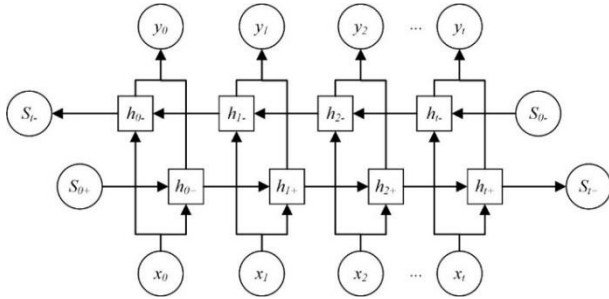 y0 y1 y2 ... yt
St- h0- h1- h2- ht- S0-
S0+ h0- h1+ h2+ ht+ St-
x0 x1 x2 ... xt